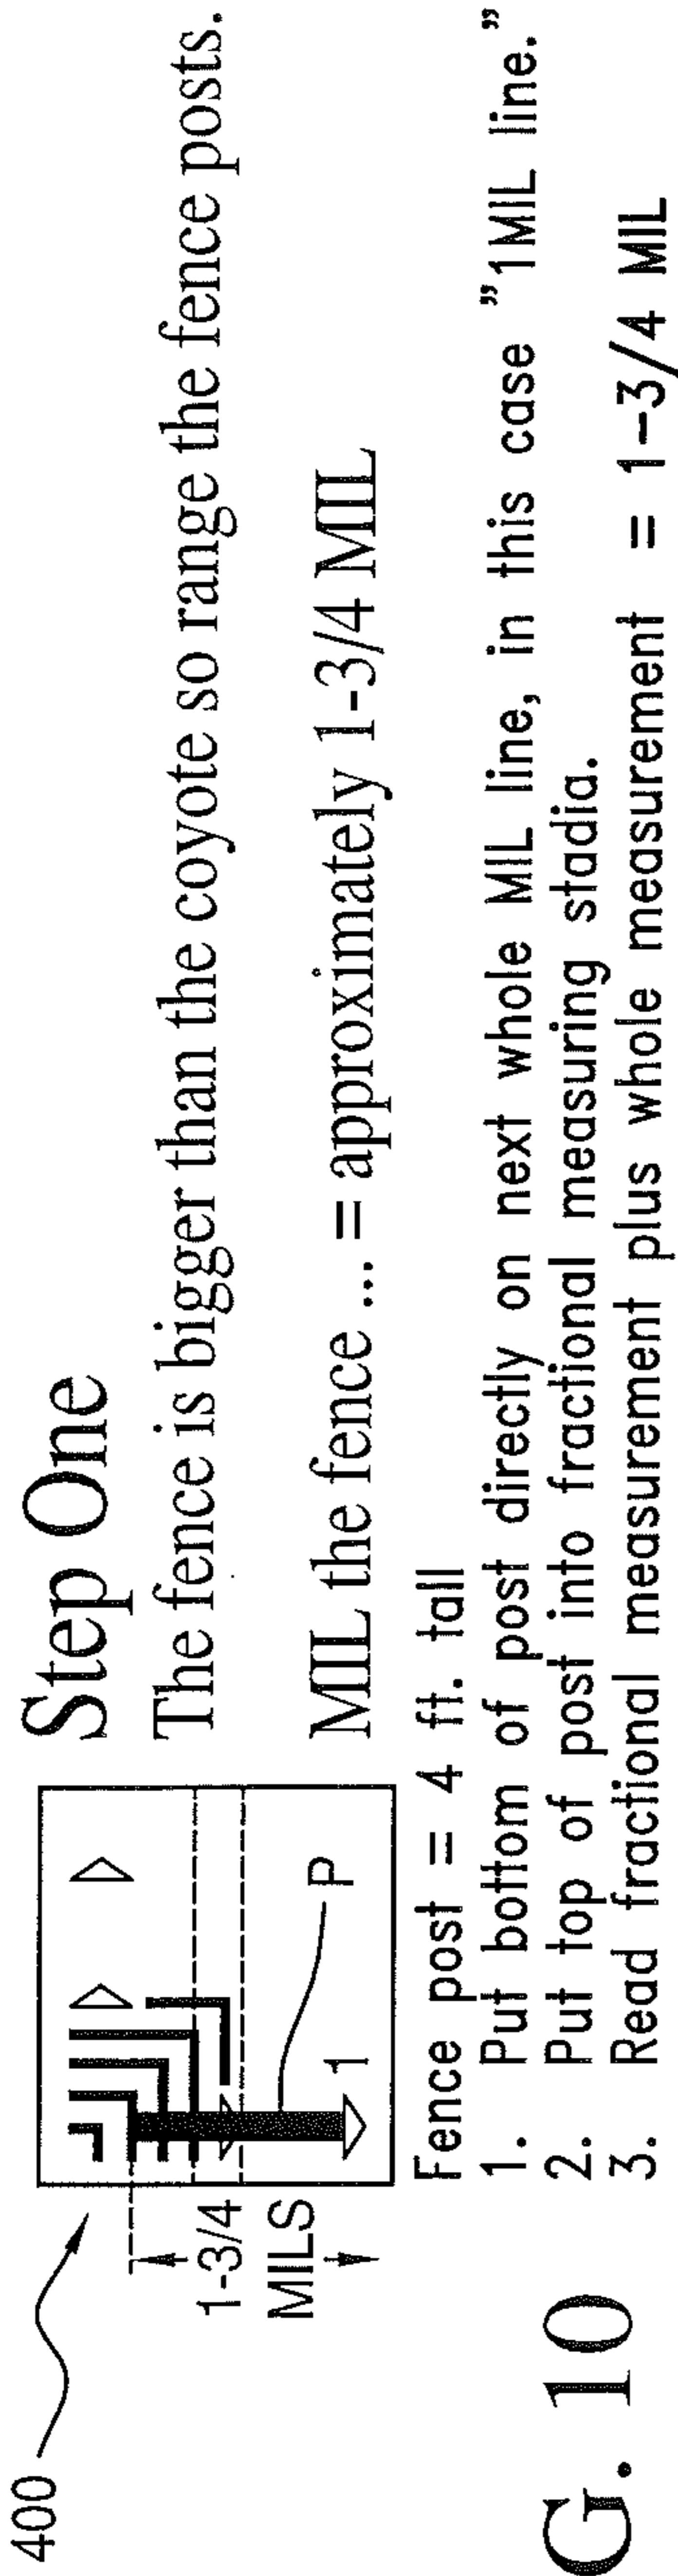 400
1-3/4
MILS
1
P
Step One
The fence is bigger than the coyote so range the fence posts.
MIL the fence ... = approximately 1-3/4 MIL
Fence post = 4 ft. tall
1. Put bottom of post directly on next whole MIL line, in this case "1MIL line."
2. Put top of post into fractional measuring stadia.
3. Read fractional measurement plus whole measurement = 1-3/4 MIL
G. 10